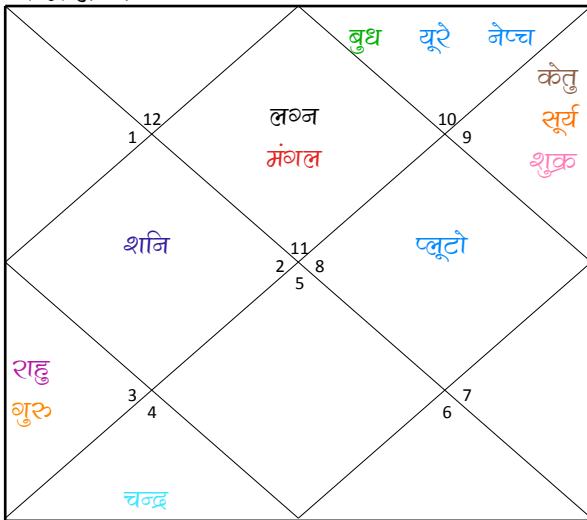 बुध यूरे नेप्च
केतु
लग्न
सूर्य
मंगल
शुक्र
12 10
1 9
शनि प्लूटो
11
2 8
5
राहु
गुरु
3 7
4 6
चन्द्र